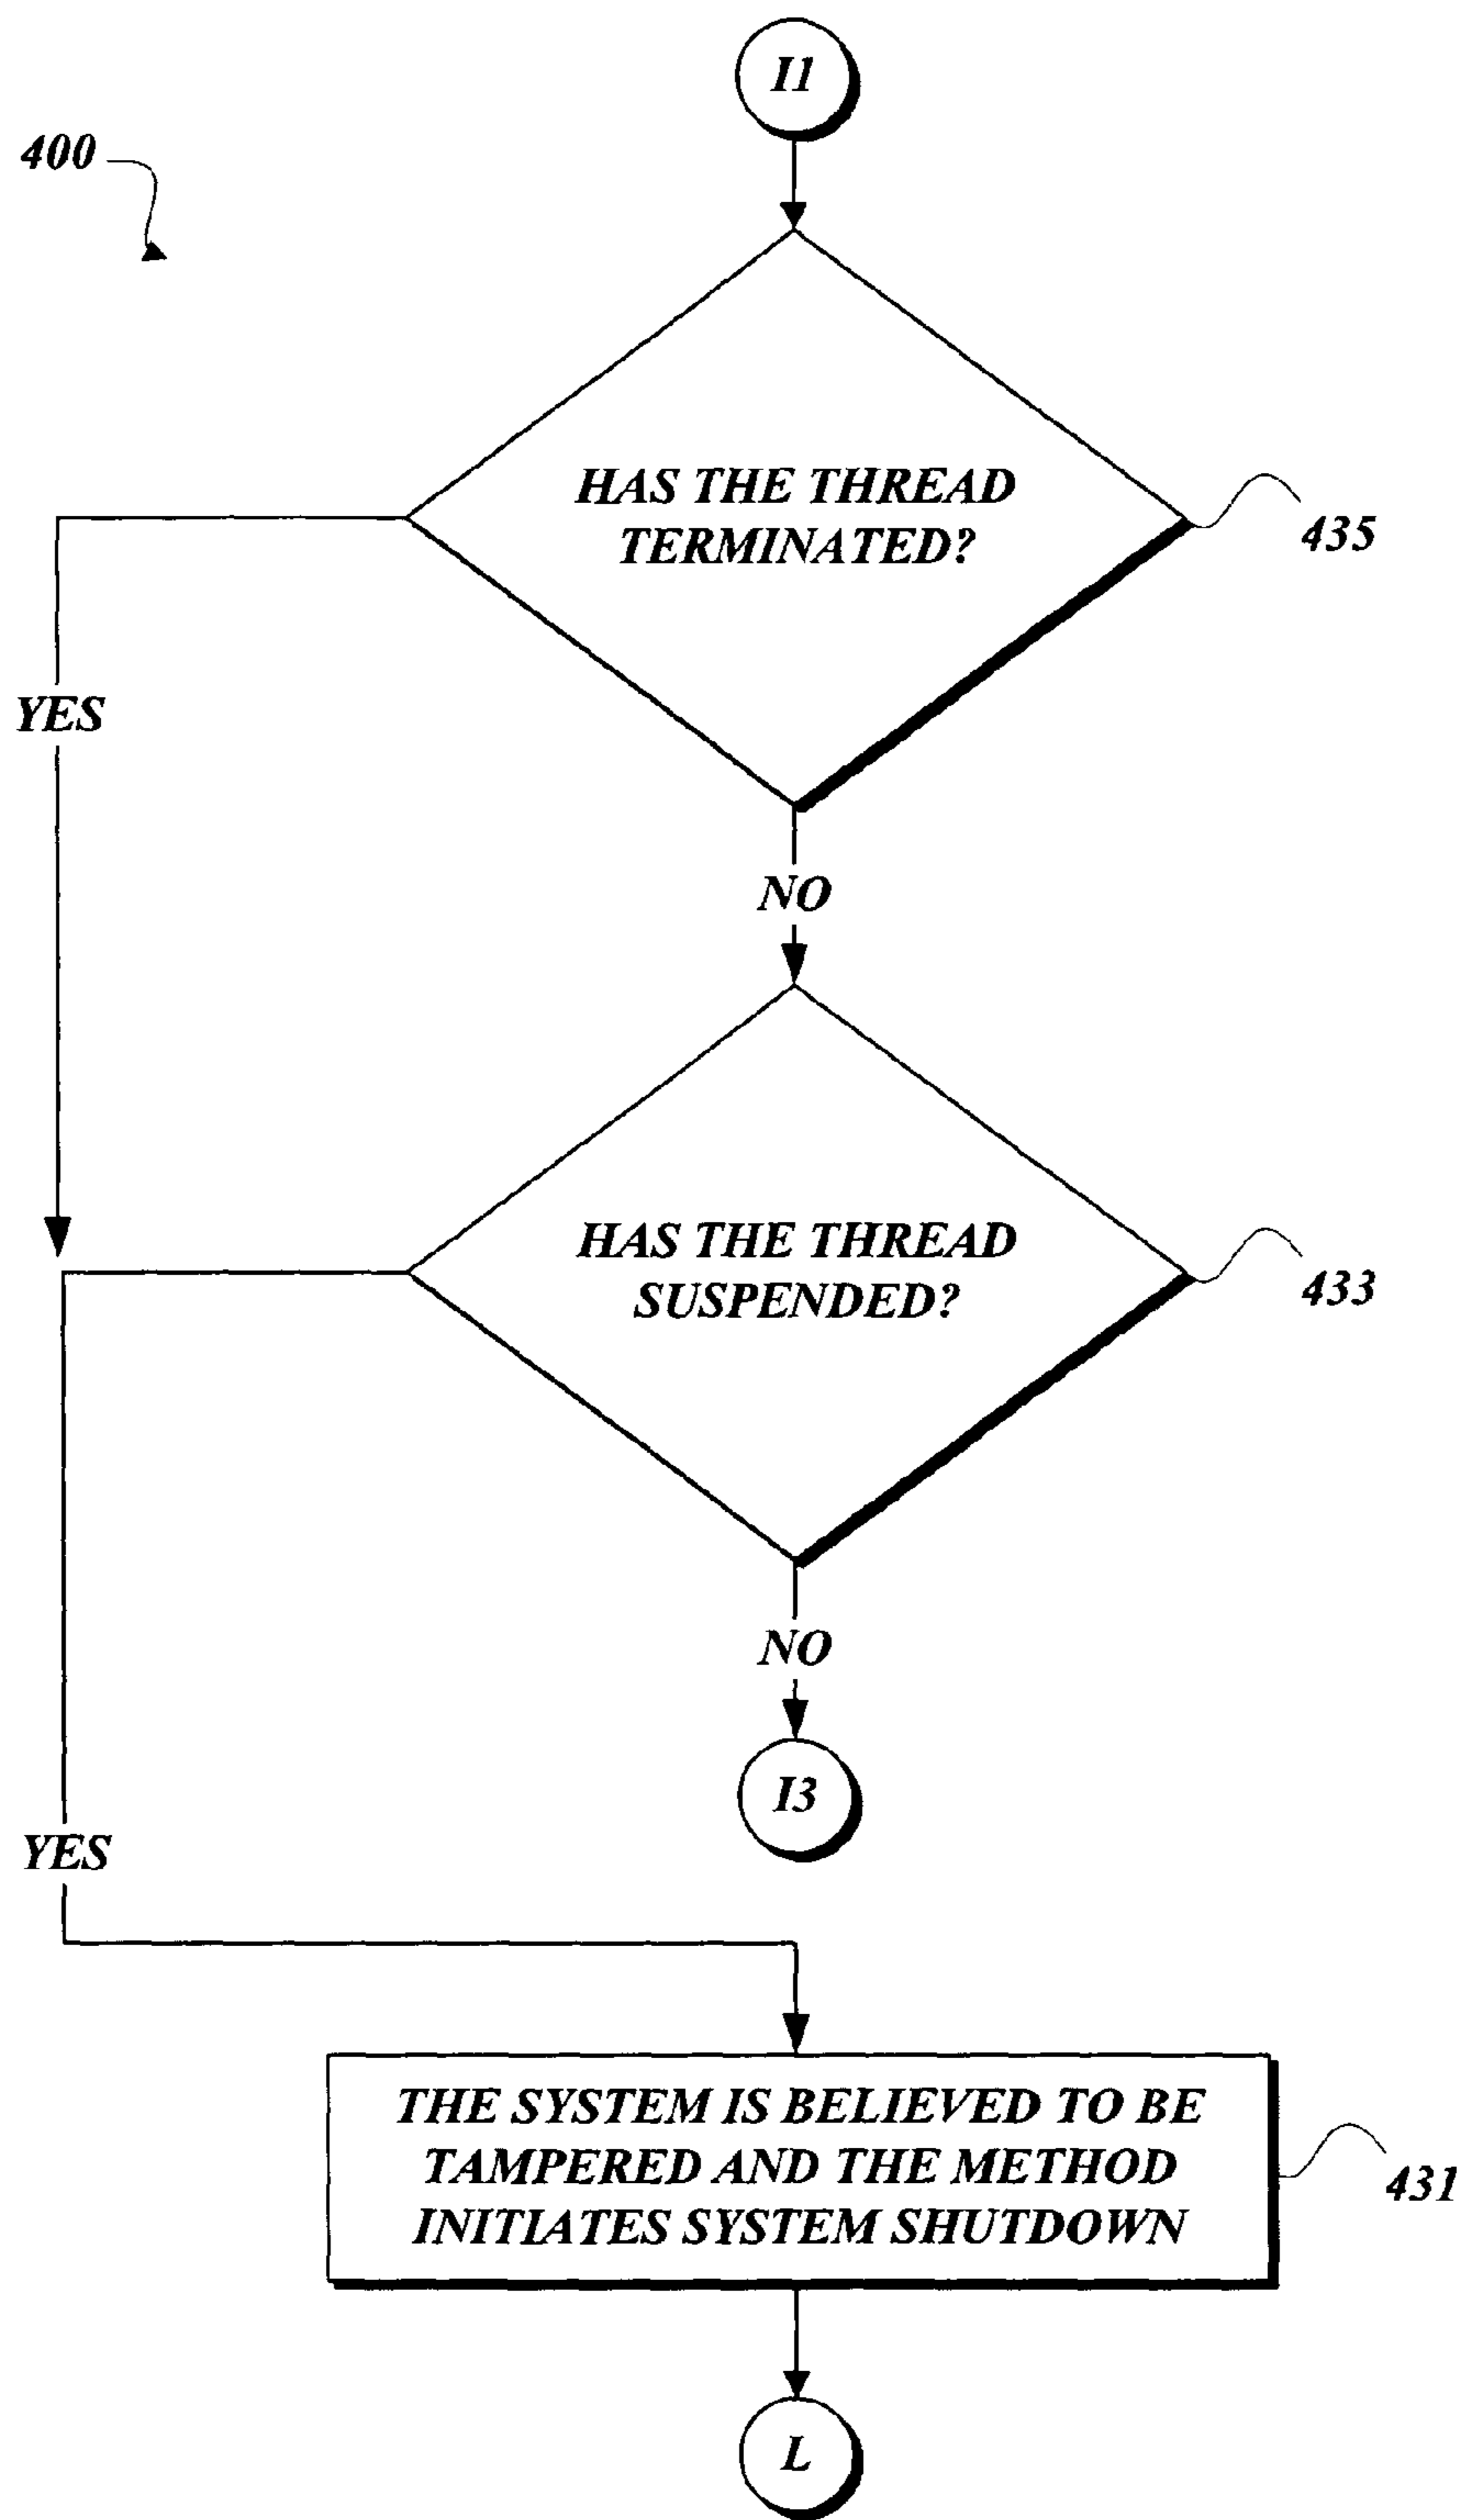 I1
400
HAS THE THREAD
TERMINATED?
435
YES
NO
HAS THE THREAD
SUSPENDED?
433
NO
I3
YES
THE SYSTEM IS BELIEVED TO BE
TAMPERED AND THE METHOD
INITIATES SYSTEM SHUTDOWN
431
L